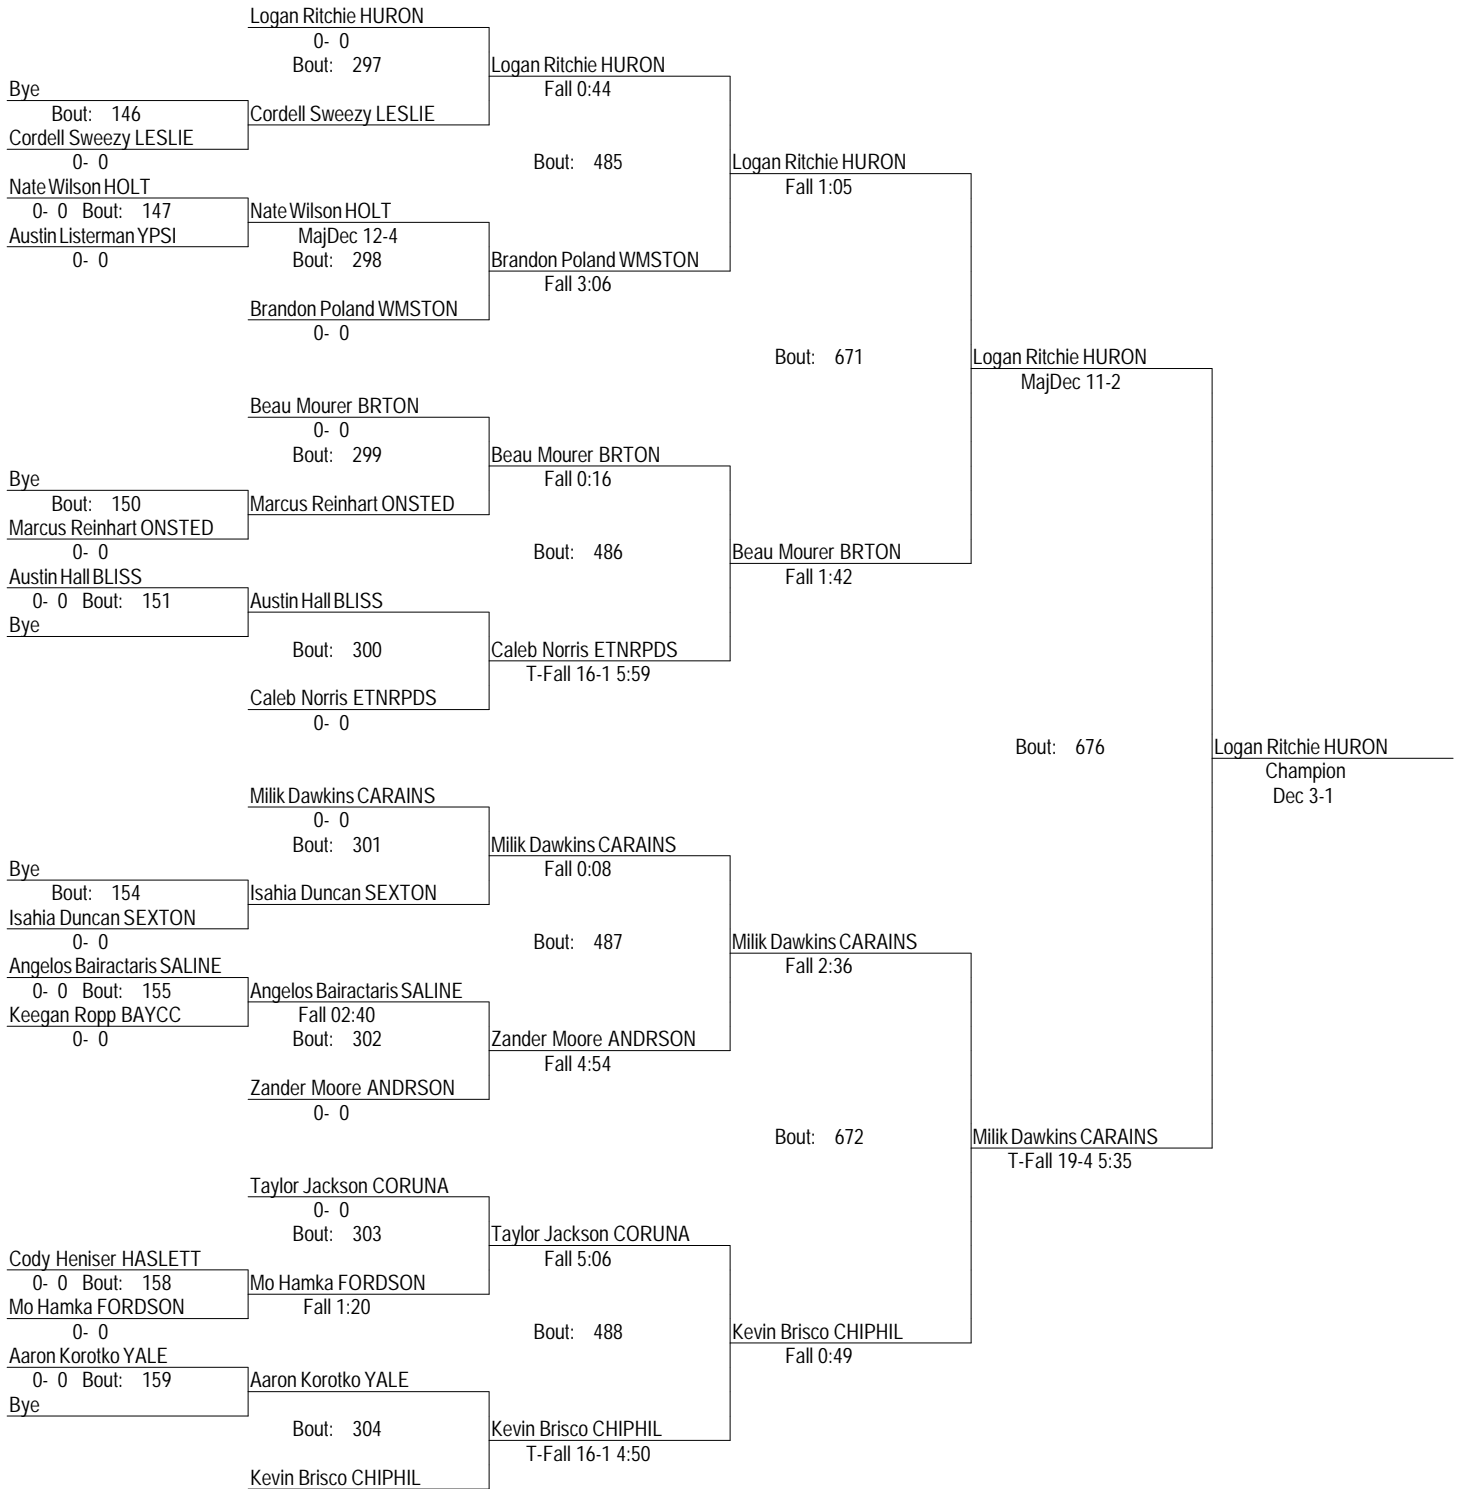 Logan Ritchie HURON
0- 0
Bout: 297
Logan Ritchie HURON
Fall 0:44
Bye
Bout: 146
Cordell Sweezy LESLIE
Cordell Sweezy LESLIE
0- 0
Bout: 485
Logan Ritchie HURON
Fall 1:05
Nate Wilson HOLT
0- 0 Bout: 147
Nate Wilson HOLT
Austin Listerman YPSI
MajDec 12-4
0- 0
Bout: 298
Brandon Poland WMSTON
Fall 3:06
Brandon Poland WMSTON
0- 0
Bout: 671
Logan Ritchie HURON
MajDec 11-2
Beau Mourer BRTON
0- 0
Bout: 299
Beau Mourer BRTON
Fall 0:16
Bye
Bout: 150
Marcus Reinhart ONSTED
Marcus Reinhart ONSTED
0- 0
Bout: 486
Beau Mourer BRTON
Fall 1:42
Austin Hall BLISS
0- 0 Bout: 151
Austin Hall BLISS
Bye
Bout: 300
Caleb Norris ETNRPDS
T-Fall 16-1 5:59
Caleb Norris ETNRPDS
0- 0
Bout: 676
Logan Ritchie HURON
Champion
Dec 3-1
Milik Dawkins CARAINS
0- 0
Bout: 301
Milik Dawkins CARAINS
Fall 0:08
Bye
Bout: 154
Isahia Duncan SEXTON
Isahia Duncan SEXTON
0- 0
Bout: 487
Milik Dawkins CARAINS
Fall 2:36
Angelos Bairactaris SALINE
0- 0 Bout: 155
Angelos Bairactaris SALINE
Keegan Ropp BAYCC
Fall 02:40
0- 0
Bout: 302
Zander Moore ANDRSON
Fall 4:54
Zander Moore ANDRSON
0- 0
Bout: 672
Milik Dawkins CARAINS
T-Fall 19-4 5:35
Taylor Jackson CORUNA
0- 0
Bout: 303
Taylor Jackson CORUNA
Fall 5:06
Cody Heniser HASLETT
0- 0 Bout: 158
Mo Hamka FORDSON
Mo Hamka FORDSON
Fall 1:20
0- 0
Bout: 488
Kevin Brisco CHIPHIL
Fall 0:49
Aaron Korotko YALE
0- 0 Bout: 159
Aaron Korotko YALE
Bye
Bout: 304
Kevin Brisco CHIPHIL
T-Fall 16-1 4:50
Kevin Brisco CHIPHIL